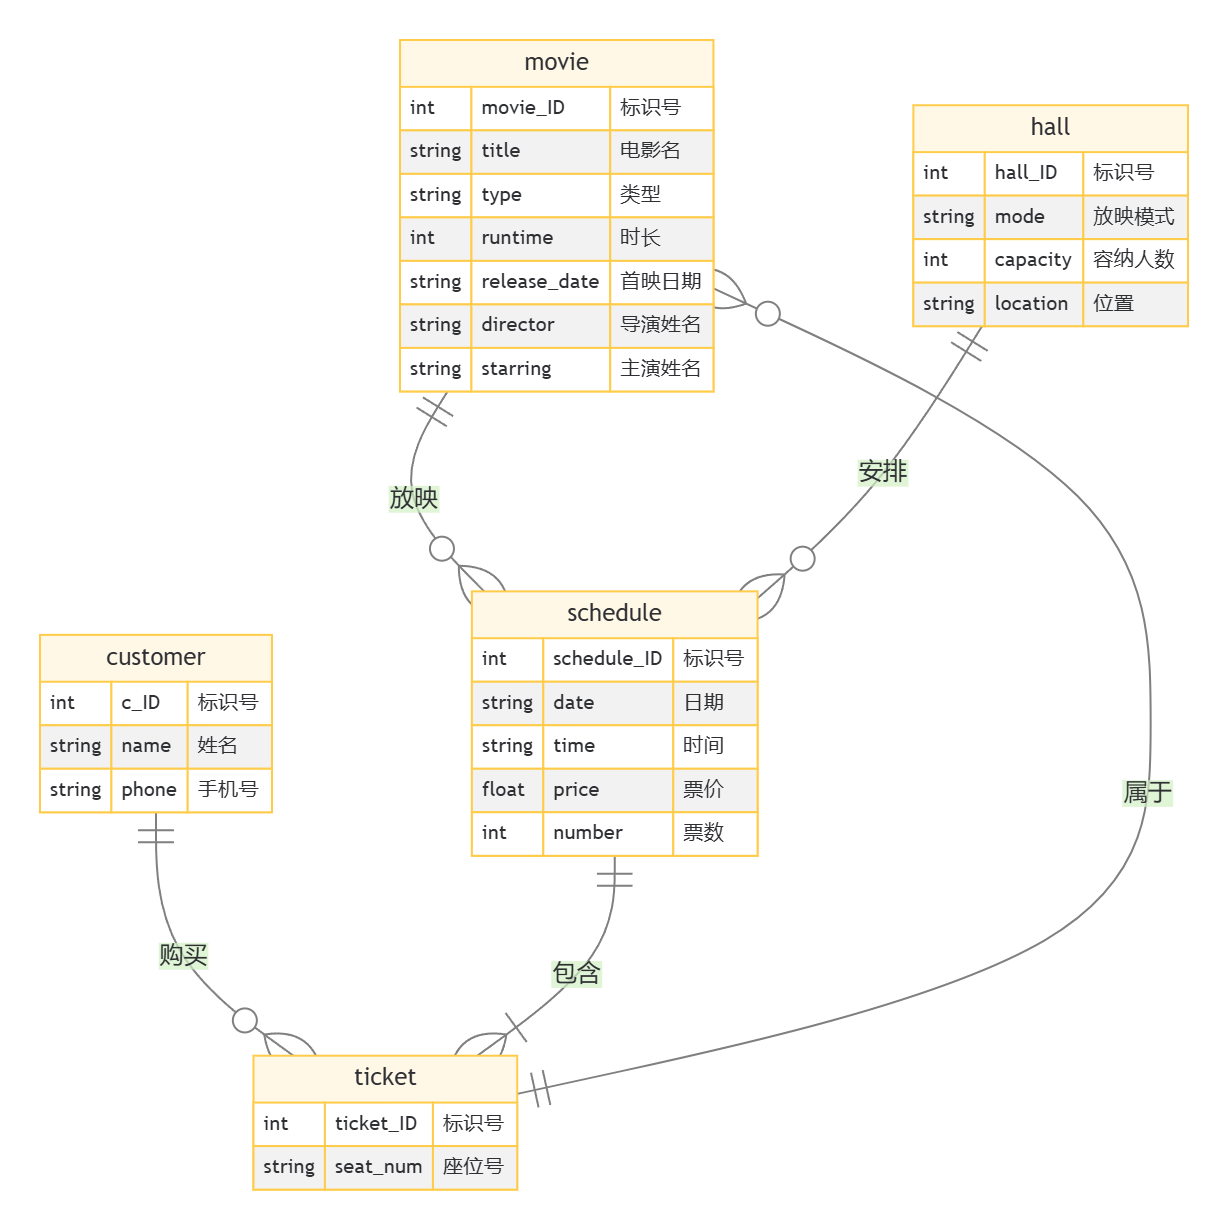 movie
int movie_ID 标识号
string title 电影名
string type 类型
int runtime 时长
string release_date 首映日期
string director 导演姓名
string starring 主演姓名
hall
int hall_ID 标识号
string mode 放映模式
int capacity 容纳人数
string location 位置
安排
放映
schedule
int schedule_ID 标识号
string date 日期
string time 时间
float price 票价
int number 票数
customer
int c_ID 标识号
string name 姓名
string phone 手机号
属于
购买
包含
ticket
int ticket_ID 标识号
string seat_num 座位号